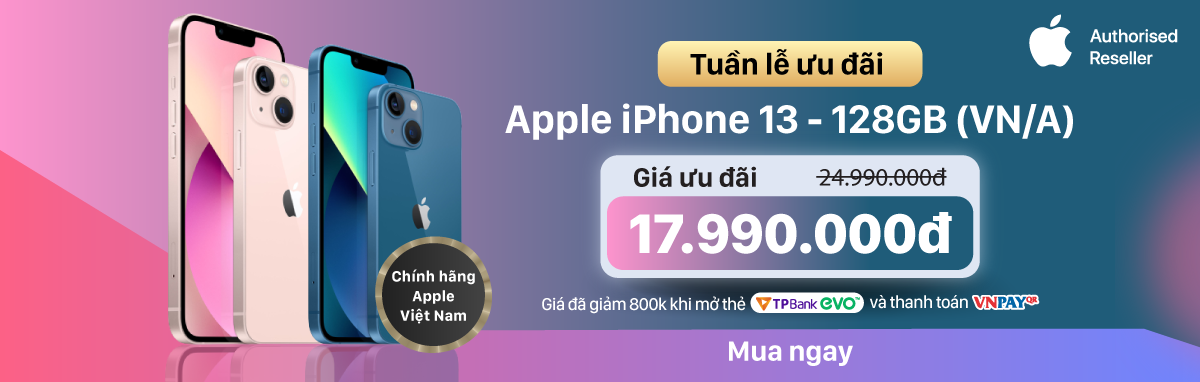 Authorised
Reseller
Tuần lễ ưu đãi
Apple iPhone 13 - 128GB (VN/A)
Giá ưu đãi 24.990.000đ
17.990.000đ
Chính hãng
Apple
Việt Nam
Giá đã giảm 800k khi mở thẻ TPBank EVO™ và thanh toán VNPAY QR
Mua ngay